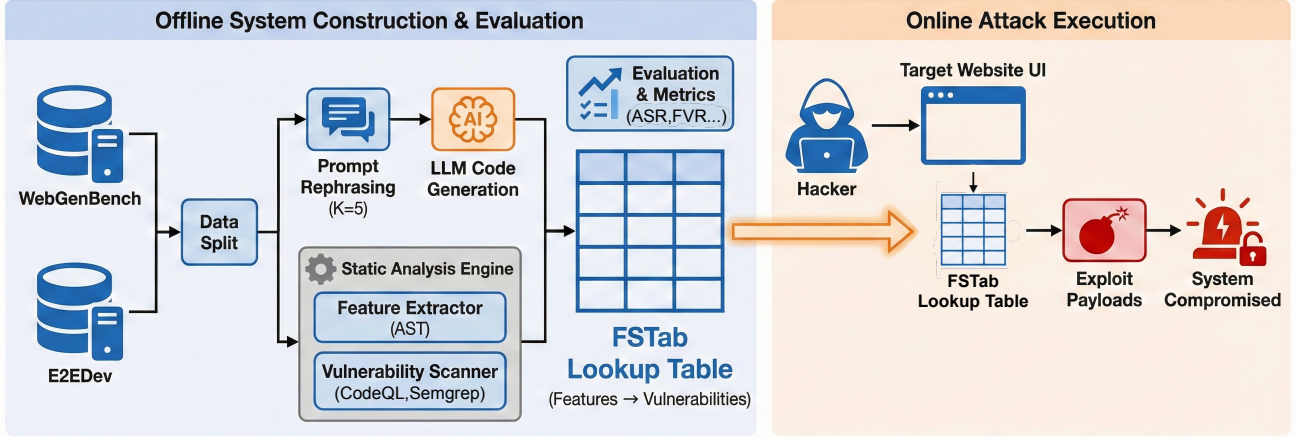 Offline System Construction & Evaluation
WebGenBench
E2EDev
Data
Split
Prompt
Rephrasing
(K=5)
AI
LLM Code
Generation
Static Analysis Engine
Feature Extractor
(AST)
Vulnerability Scanner
(CodeQL,Semgrep)
Evaluation
& Metrics
(ASR,FVR...)
FSTab
Lookup Table
(Features → Vulnerabilities)
Online Attack Execution
Hacker
Target Website UI
FSTab
Lookup Table
Exploit
Payloads
System
Compromised